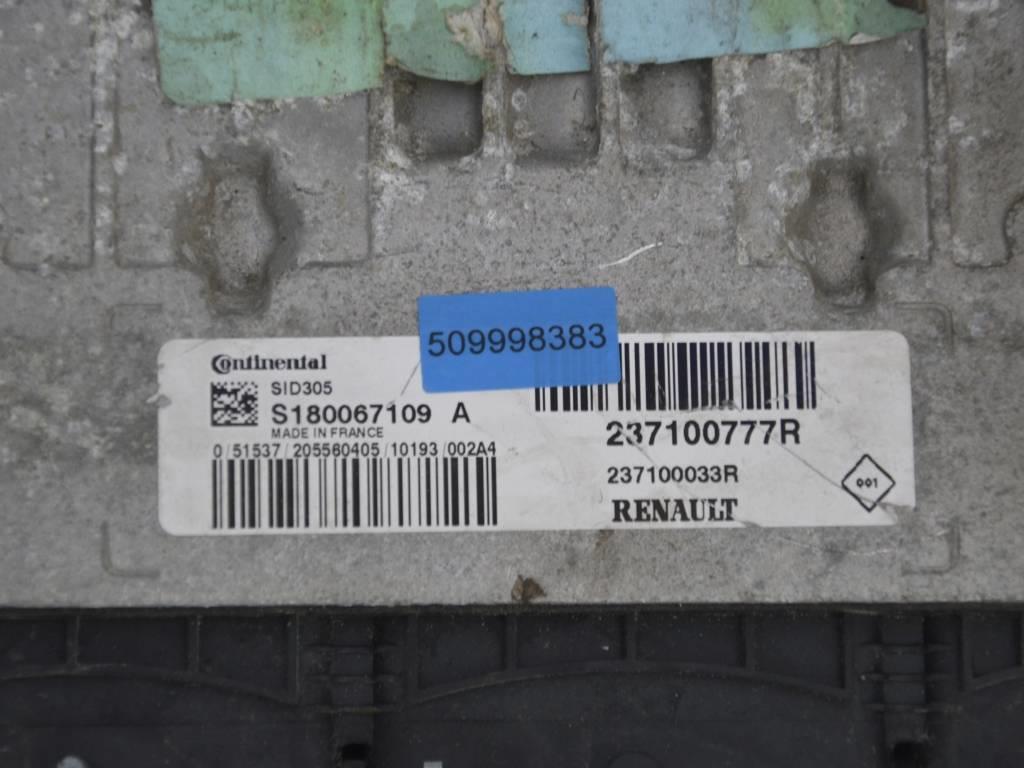 509998383
Continental
SID305
S180067109 A
MADE IN FRANCE
0/51537/205560405/10193/002A4
237100777R
237100033R
RENAULT
001